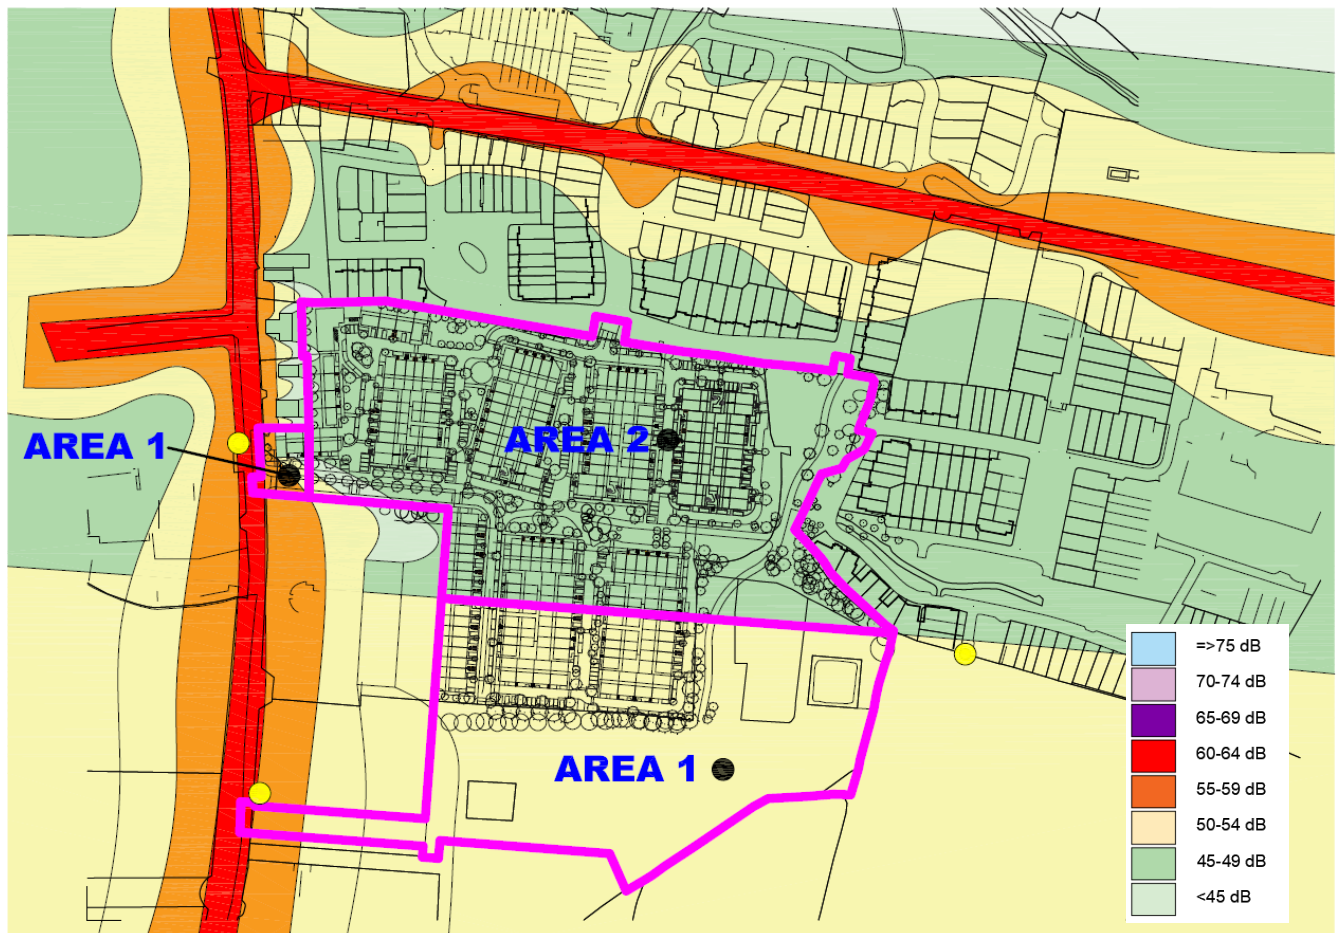 AREA 1
AREA 2
AREA 1
=>75 dB
70-74 dB
65-69 dB
60-64 dB
55-59 dB
50-54 dB
45-49 dB
<45 dB